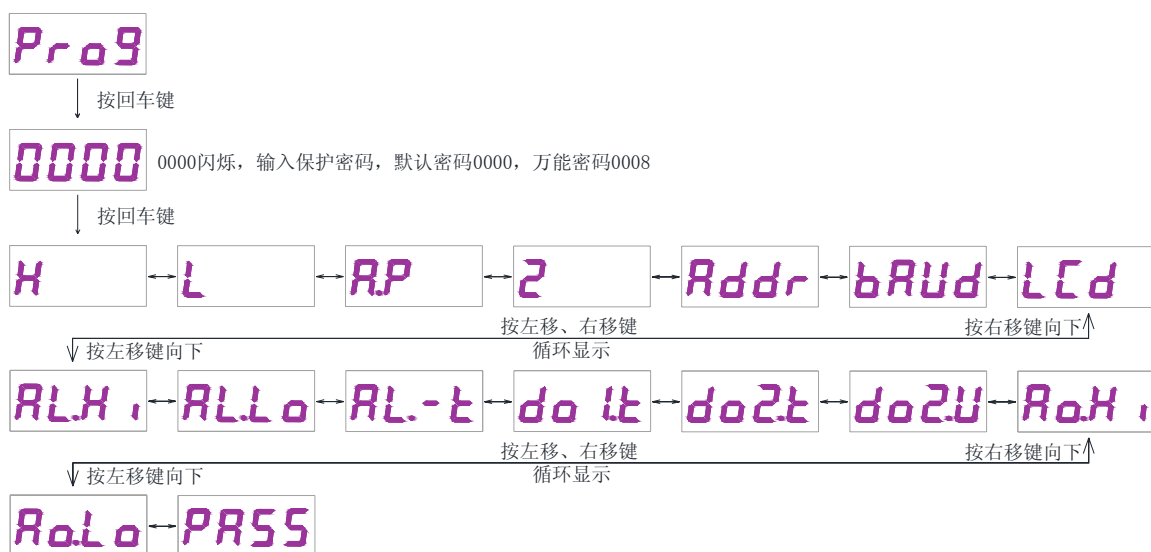 Prog
按回车键
0000 0000闪烁，输入保护密码，默认密码0000，万能密码0008
按回车键
H L A.P 2 Addr bAUd LCd
按左移、右移键 按右移键向下
按左移键向下 循环显示
AL.Hi AL.Lo AL.-t do1.t do2.t do2.U Ao.Hi
按左移、右移键 按右移键向下
按左移键向下 循环显示
Ao.Lo PASS